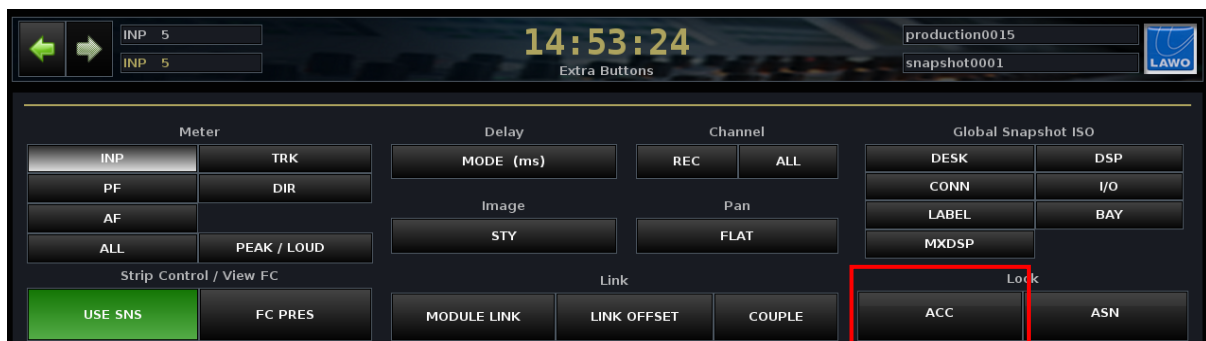 INP 5
INP 5
14:53:24
Extra Buttons
production0015
snapshot0001
LAWO
Meter
INP TRK
PF DIR
AF
ALL PEAK / LOUD
Delay
MODE (ms)
Channel
REC ALL
Image
STY
Pan
FLAT
Global Snapshot ISO
DESK DSP
CONN I/O
LABEL BAY
MXDSP
Strip Control / View FC
USE SNS FC PRES
Link
MODULE LINK LINK OFFSET COUPLE
Lock
ACC ASN